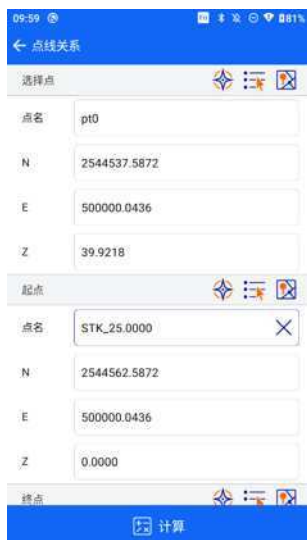 09:59
81%
← 点线关系
选择点
点名 pt0
N 2544537.5872
E 500000.0436
Z 39.9218
起点
点名 STK_25.0000
N 2544562.5872
E 500000.0436
Z 0.0000
终点
计算